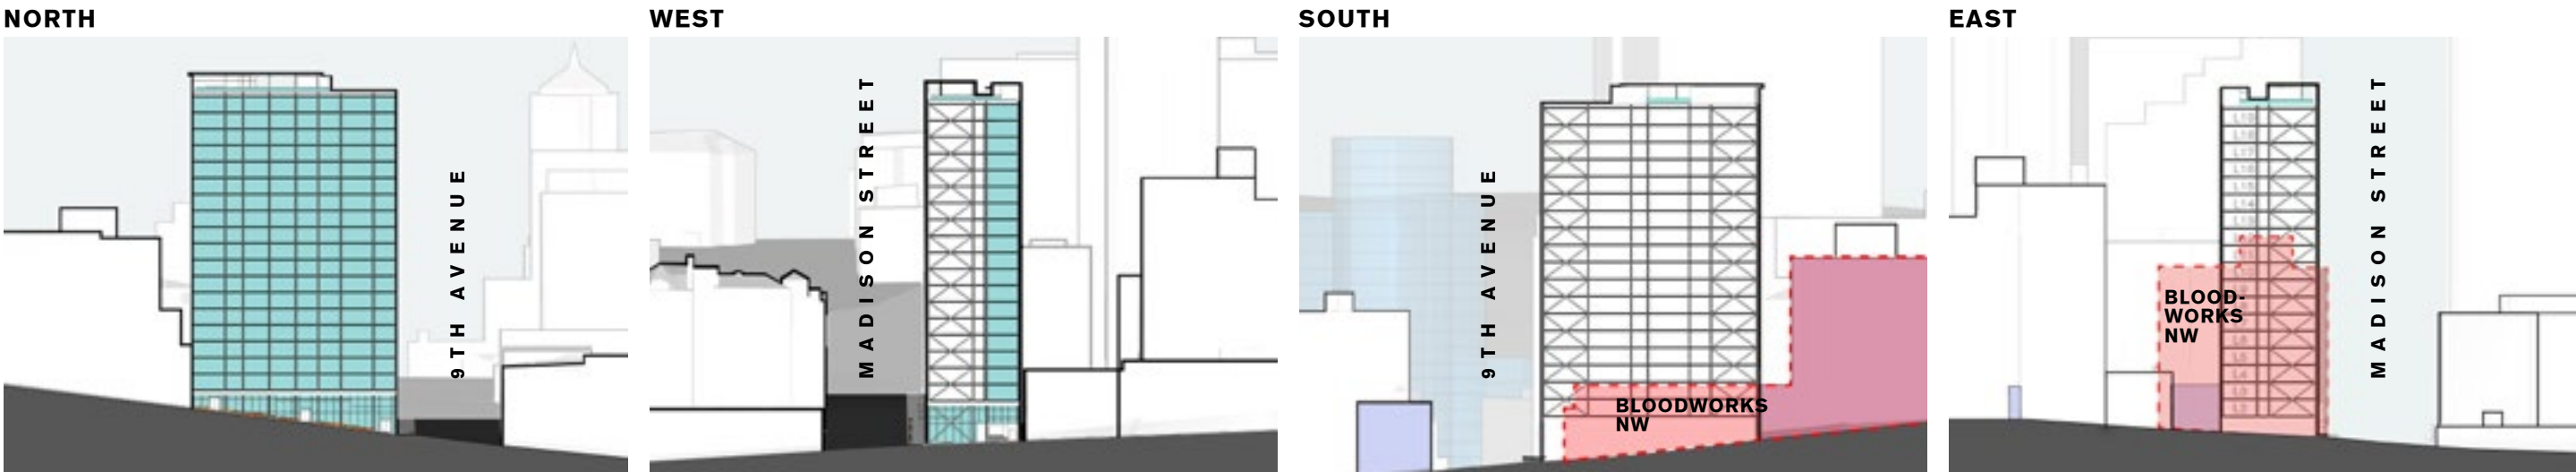 NORTH
9TH AVENUE
WEST
MADISON STREET
SOUTH
9TH AVENUE
BLOODWORKS
NW
EAST
BLOOD-
WORKS
NW
MADISON STREET